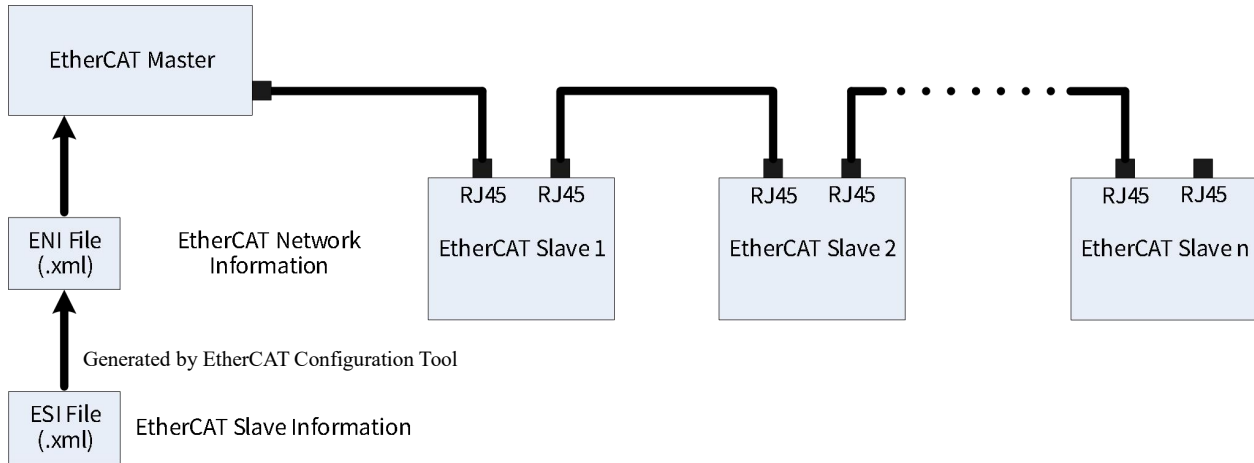 EtherCAT Master
RJ45 RJ45
EtherCAT Slave 1
RJ45 RJ45
EtherCAT Slave 2
RJ45 RJ45
EtherCAT Slave n
ENI File
(.xml)
EtherCAT Network
Information
Generated by EtherCAT Configuration Tool
ESI File
(.xml)
EtherCAT Slave Information